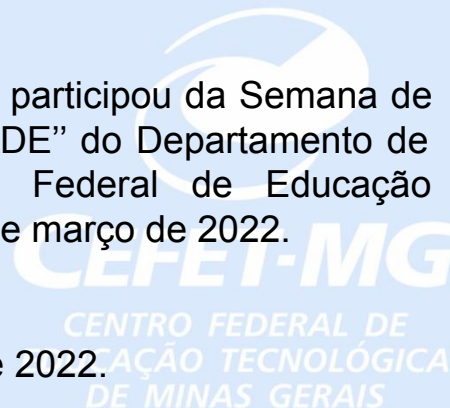 participou da Semana de
DE” do Departamento de
Federal de Educação
e março de 2022.
CEFET-MG
CENTRO FEDERAL DE
EDUCAÇÃO TECNOLÓGICA
e 2022.
DE MINAS GERAIS